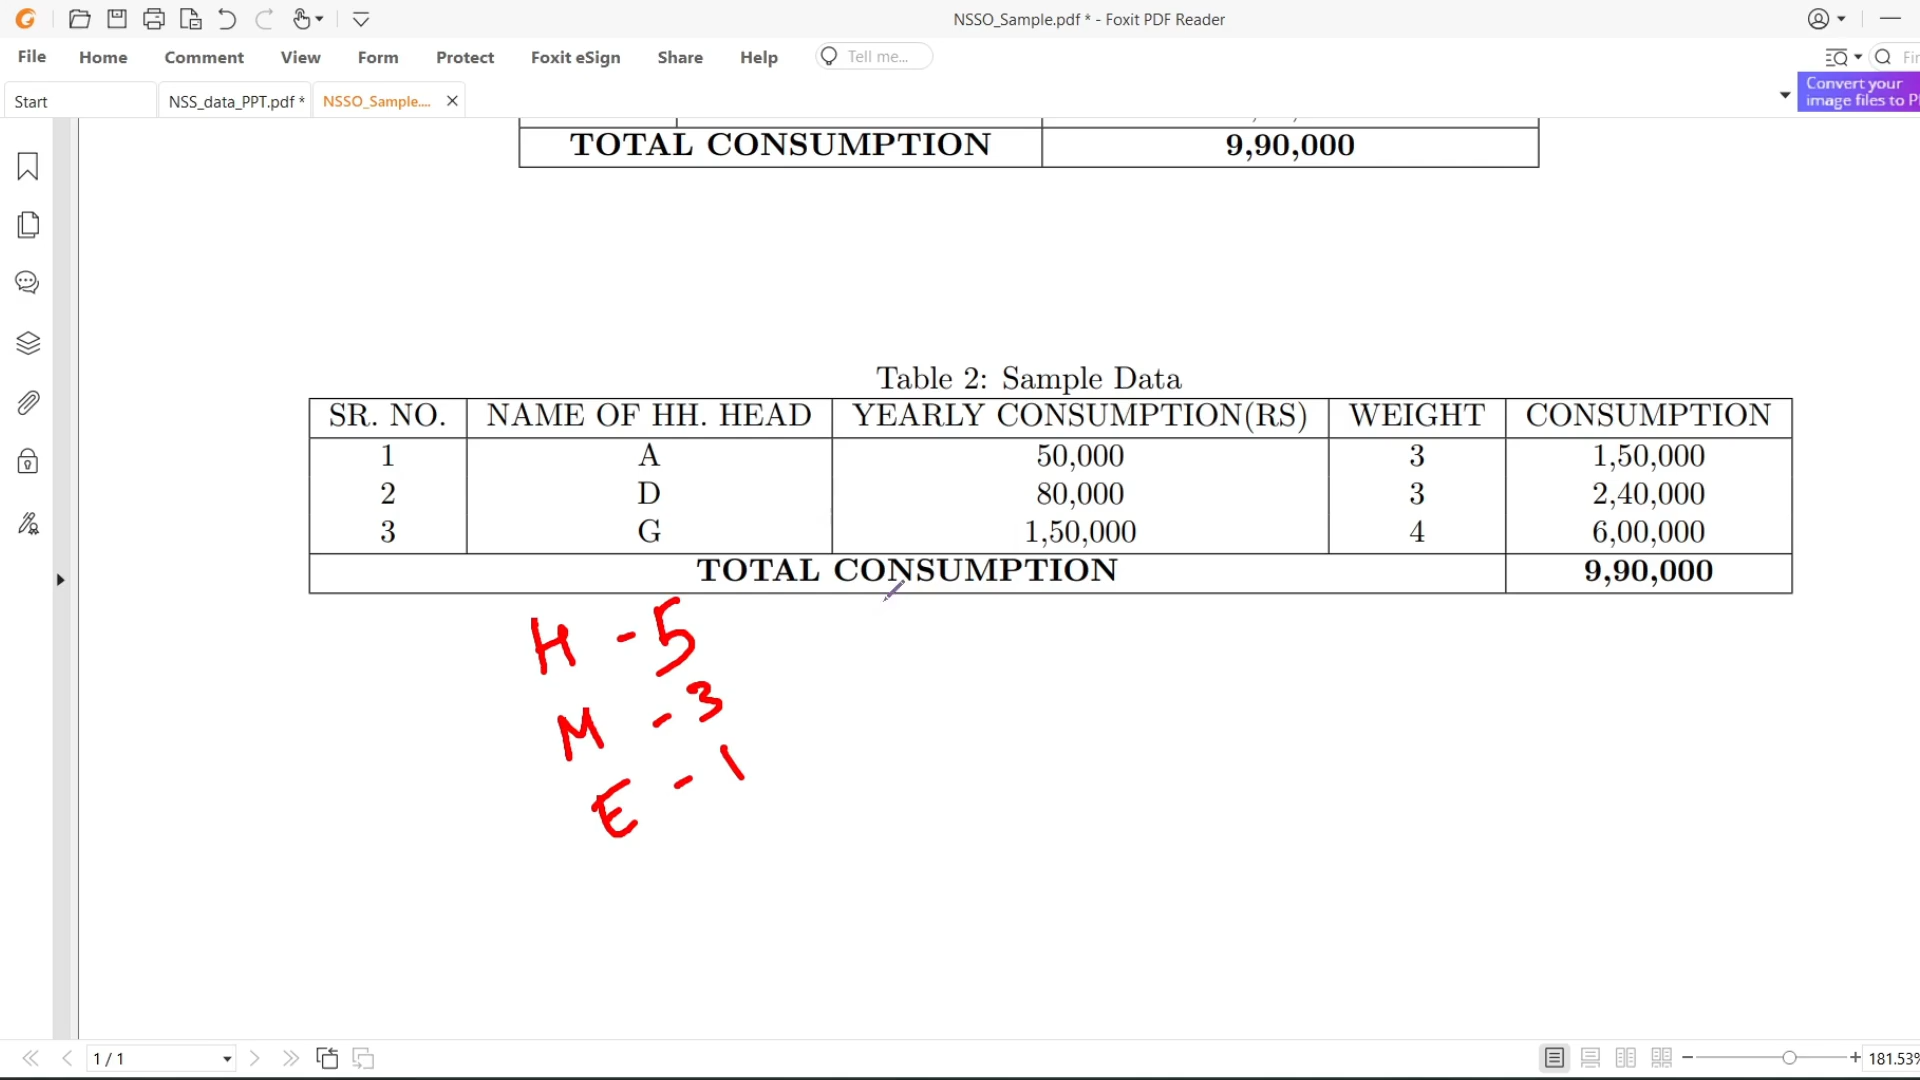 NSSO_Sample.pdf * - Foxit PDF Reader
File Home Comment View Form Protect Foxit eSign Share Help Tell me...
Start NSS_data_PPT.pdf * NSSO_Sample....
Convert your
image files to
TOTAL CONSUMPTION 9,90,000
Table 2: Sample Data
SR. NO. NAME OF HH. HEAD YEARLY CONSUMPTION(RS) WEIGHT CONSUMPTION
1 A 50,000 3 1,50,000
2 D 80,000 3 2,40,000
3 G 1,50,000 4 6,00,000
TOTAL CONSUMPTION 9,90,000
H - 5
M - 3
E - 1
1 / 1 181.53%